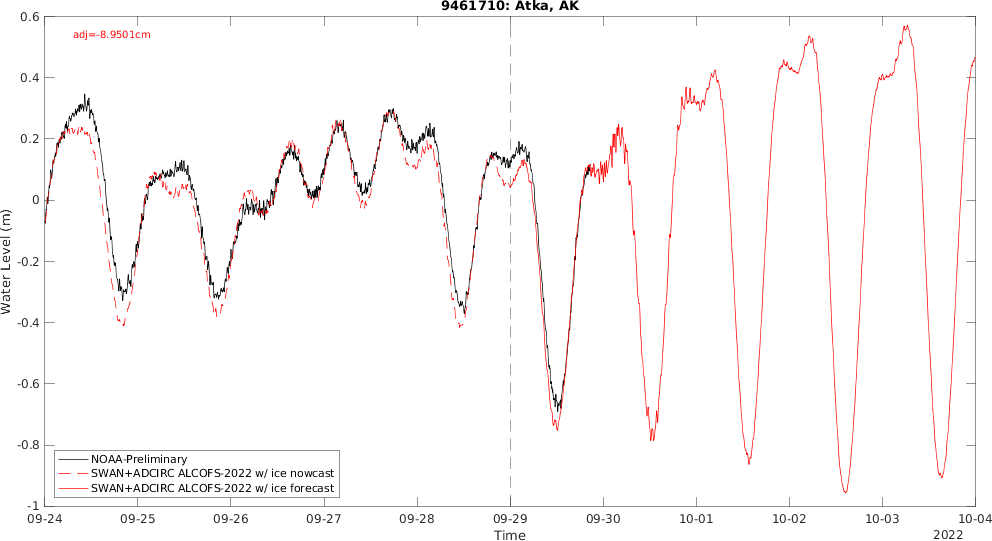 9461710: Atka, AK
adj=-8.9501cm
Water Level (m)
0.6
0.4
0.2
0
-0.2
-0.4
-0.6
-0.8
-1
NOAA-Preliminary
SWAN+ADCIRC ALCOFS-2022 w/ ice nowcast
SWAN+ADCIRC ALCOFS-2022 w/ ice forecast
09-24 09-25 09-26 09-27 09-28 09-29 09-30 10-01 10-02 10-03 10-04
Time
2022